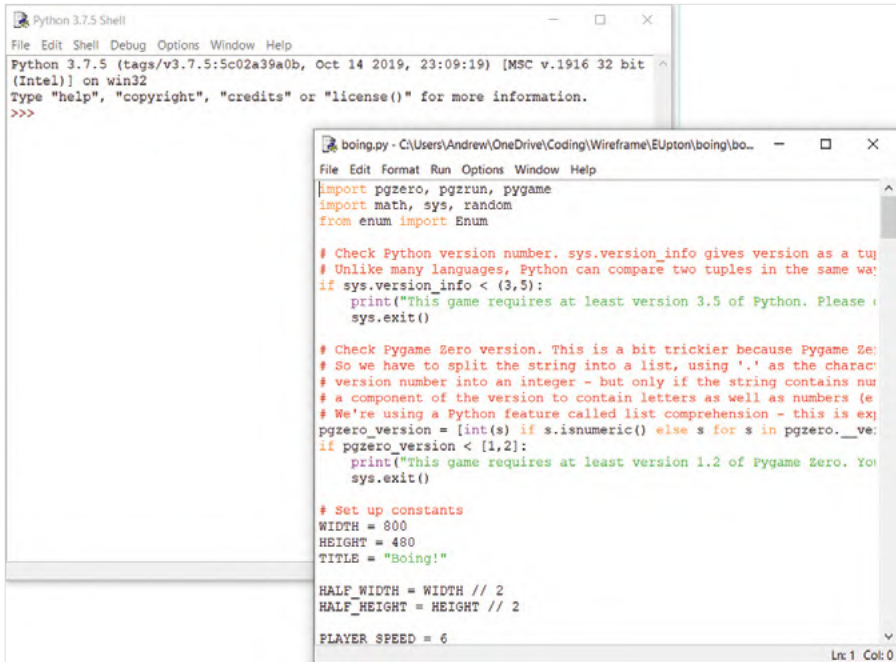 Python 3.7.5 Shell
File Edit Shell Debug Options Window Help
Python 3.7.5 (tags/v3.7.5:5c02a39a0b, Oct 14 2019, 23:09:19) [MSC v.1916 32 bit
(Intel)] on win32
Type "help", "copyright", "credits" or "license()" for more information.
>>>
boing.py - C:\Users\Andrew\OneDrive\Coding\Wireframe\EUpton\boing\bo...
File Edit Format Run Options Window Help
import pgzero, pgzrun, pygame
import math, sys, random
from enum import Enum
# Check Python version number. sys.version_info gives version as a tup
# Unlike many languages, Python can compare two tuples in the same way
if sys.version_info < (3,5):
print("This game requires at least version 3.5 of Python. Please
sys.exit()
# Check Pygame Zero version. This is a bit trickier because Pygame Ze
# So we have to split the string into a list, using '.' as the charac
# version number into an integer - but only if the string contains num
# a component of the version to contain letters as well as numbers (e
# We're using a Python feature called list comprehension - this is exp
pgzero_version = [int(s) if s.isnumeric() else s for s in pgzero.__ve
if pgzero_version < [1,2]:
print("This game requires at least version 1.2 of Pygame Zero. You
sys.exit()
# Set up constants
WIDTH = 800
HEIGHT = 480
TITLE = "Boing!"
HALF_WIDTH = WIDTH // 2
HALF_HEIGHT = HEIGHT // 2
PLAYER_SPEED = 6
Ln: 1 Col: 0